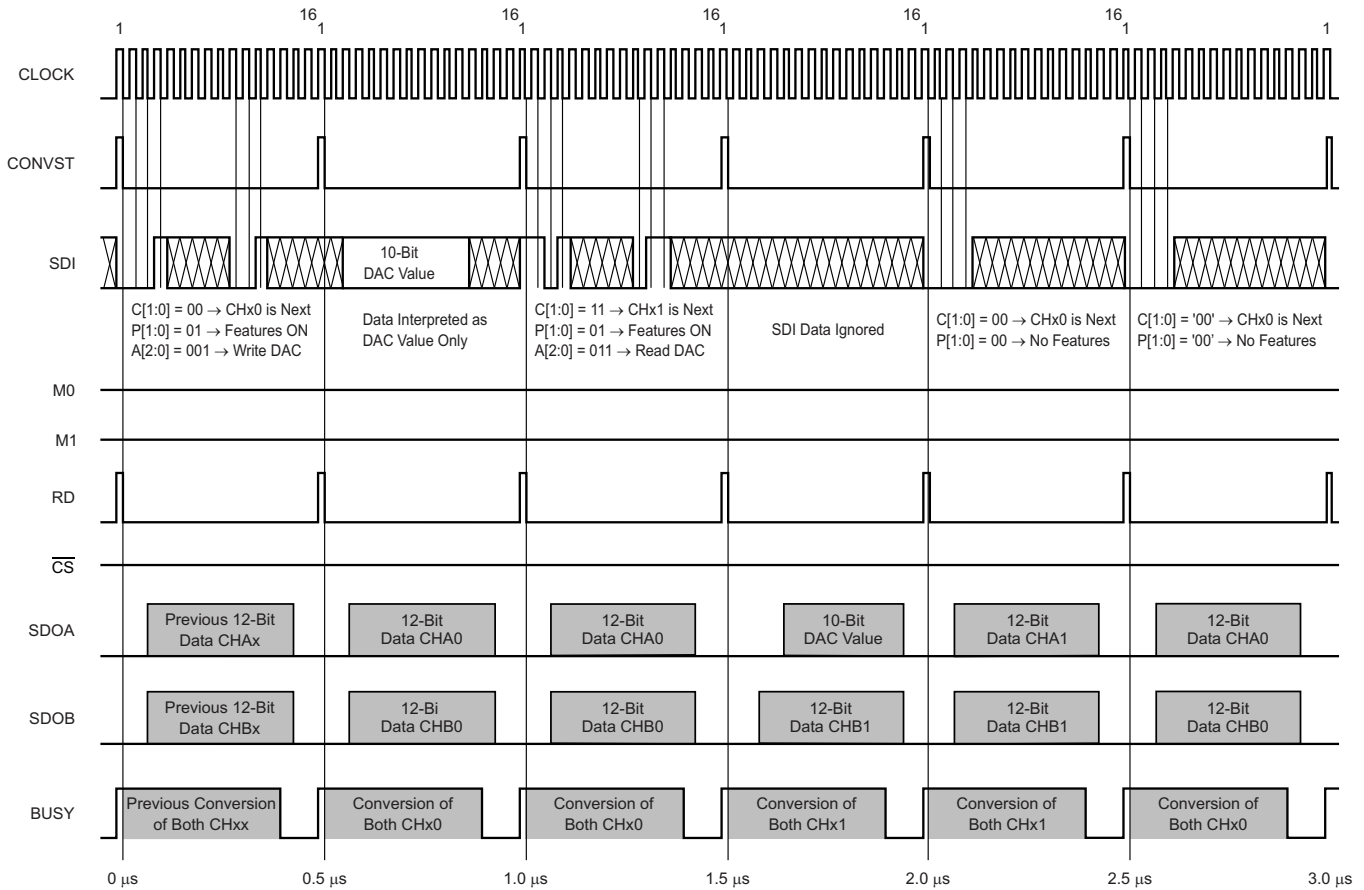 16 16 16 16 16
1 1 1 1 1 1 1
CLOCK
CONVST
SDI
10-Bit
DAC Value
C[1:0] = 00 → CHx0 is Next
P[1:0] = 01 → Features ON
A[2:0] = 001 → Write DAC
Data Interpreted as
DAC Value Only
C[1:0] = 11 → CHx1 is Next
P[1:0] = 01 → Features ON
A[2:0] = 011 → Read DAC
SDI Data Ignored
C[1:0] = 00 → CHx0 is Next
P[1:0] = 00 → No Features
C[1:0] = '00' → CHx0 is Next
P[1:0] = '00' → No Features
M0
M1
RD
CS
SDOA
Previous 12-Bit
Data CHAx
12-Bit
Data CHA0
12-Bit
Data CHA0
10-Bit
DAC Value
12-Bit
Data CHA1
12-Bit
Data CHA0
SDOB
Previous 12-Bit
Data CHBx
12-Bi
Data CHB0
12-Bit
Data CHB0
12-Bit
Data CHB1
12-Bit
Data CHB1
12-Bit
Data CHB0
BUSY
Previous Conversion
of Both CHxx
Conversion of
Both CHx0
Conversion of
Both CHx0
Conversion of
Both CHx1
Conversion of
Both CHx1
Conversion of
Both CHx0
0 μs 0.5 μs 1.0 μs 1.5 μs 2.0 μs 2.5 μs 3.0 μs